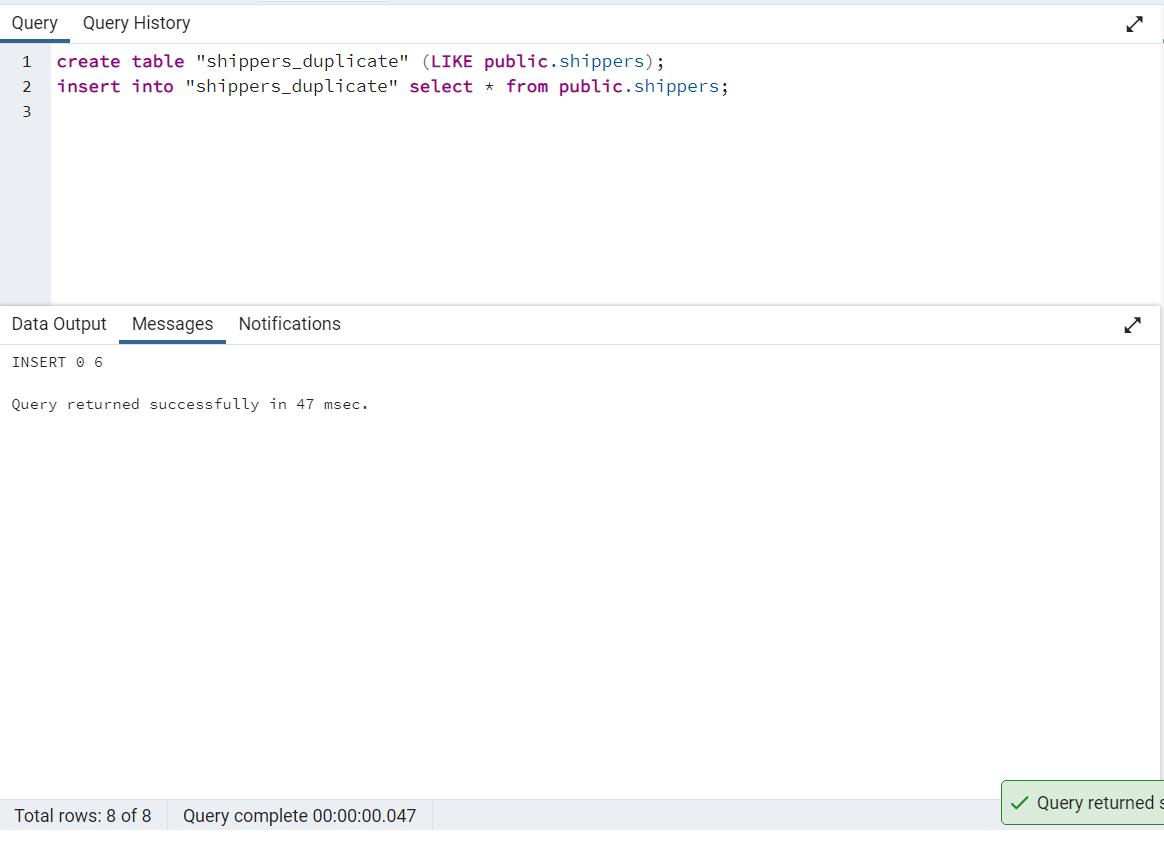 Query Query History
1 create table "shippers_duplicate" (LIKE public.shippers);
2 insert into "shippers_duplicate" select * from public.shippers;
3
Data Output Messages Notifications
INSERT 0 6
Query returned successfully in 47 msec.
Query returned s
Total rows: 8 of 8 Query complete 00:00:00.047